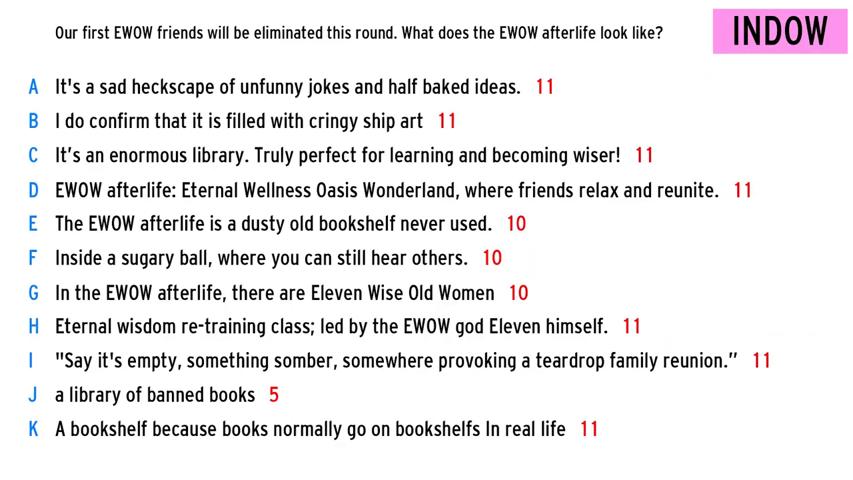 Our first EWOW friends will be eliminated this round. What does the EWOW afterlife look like?
INDOW
A It's a sad heckscape of unfunny jokes and half baked ideas. 11
B I do confirm that it is filled with cringy ship art 11
C It’s an enormous library. Truly perfect for learning and becoming wiser! 11
D EWOW afterlife: Eternal Wellness Oasis Wonderland, where friends relax and reunite. 11
E The EWOW afterlife is a dusty old bookshelf never used. 10
F Inside a sugary ball, where you can still hear others. 10
G In the EWOW afterlife, there are Eleven Wise Old Women 10
H Eternal wisdom re-training class; led by the EWOW god Eleven himself. 11
I "Say it's empty, something somber, somewhere provoking a teardrop family reunion.” 11
J a library of banned books 5
K A bookshelf because books normally go on bookshelfs In real life 11